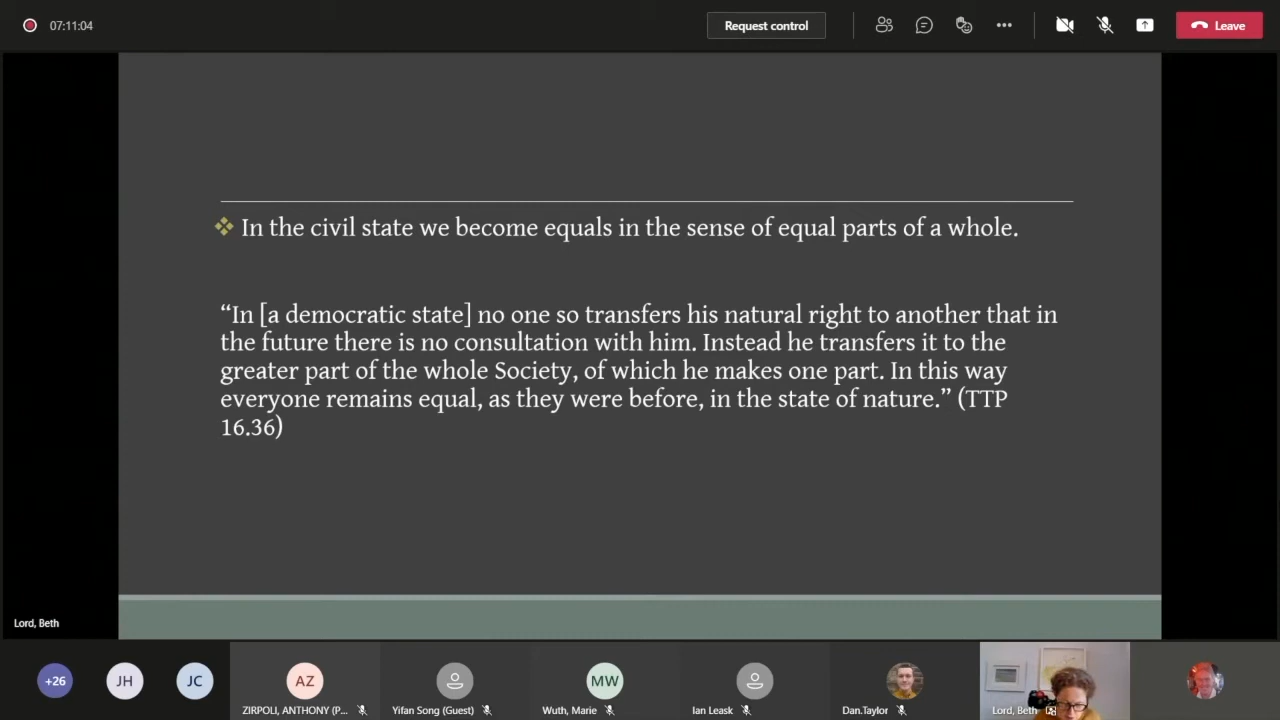 07:11:04
Request control
Leave
In the civil state we become equals in the sense of equal parts of a whole.
“In [a democratic state] no one so transfers his natural right to another that in
the future there is no consultation with him. Instead he transfers it to the
greater part of the whole Society, of which he makes one part. In this way
everyone remains equal, as they were before, in the state of nature.” (TTP
16.36)
Lord, Beth
+26
JH
JC
AZ
MW
ZIRPOLI, ANTHONY (P...
Yifan Song (Guest)
Wuth, Marie
Ian Leask
Dan.Taylor
Lord, Beth